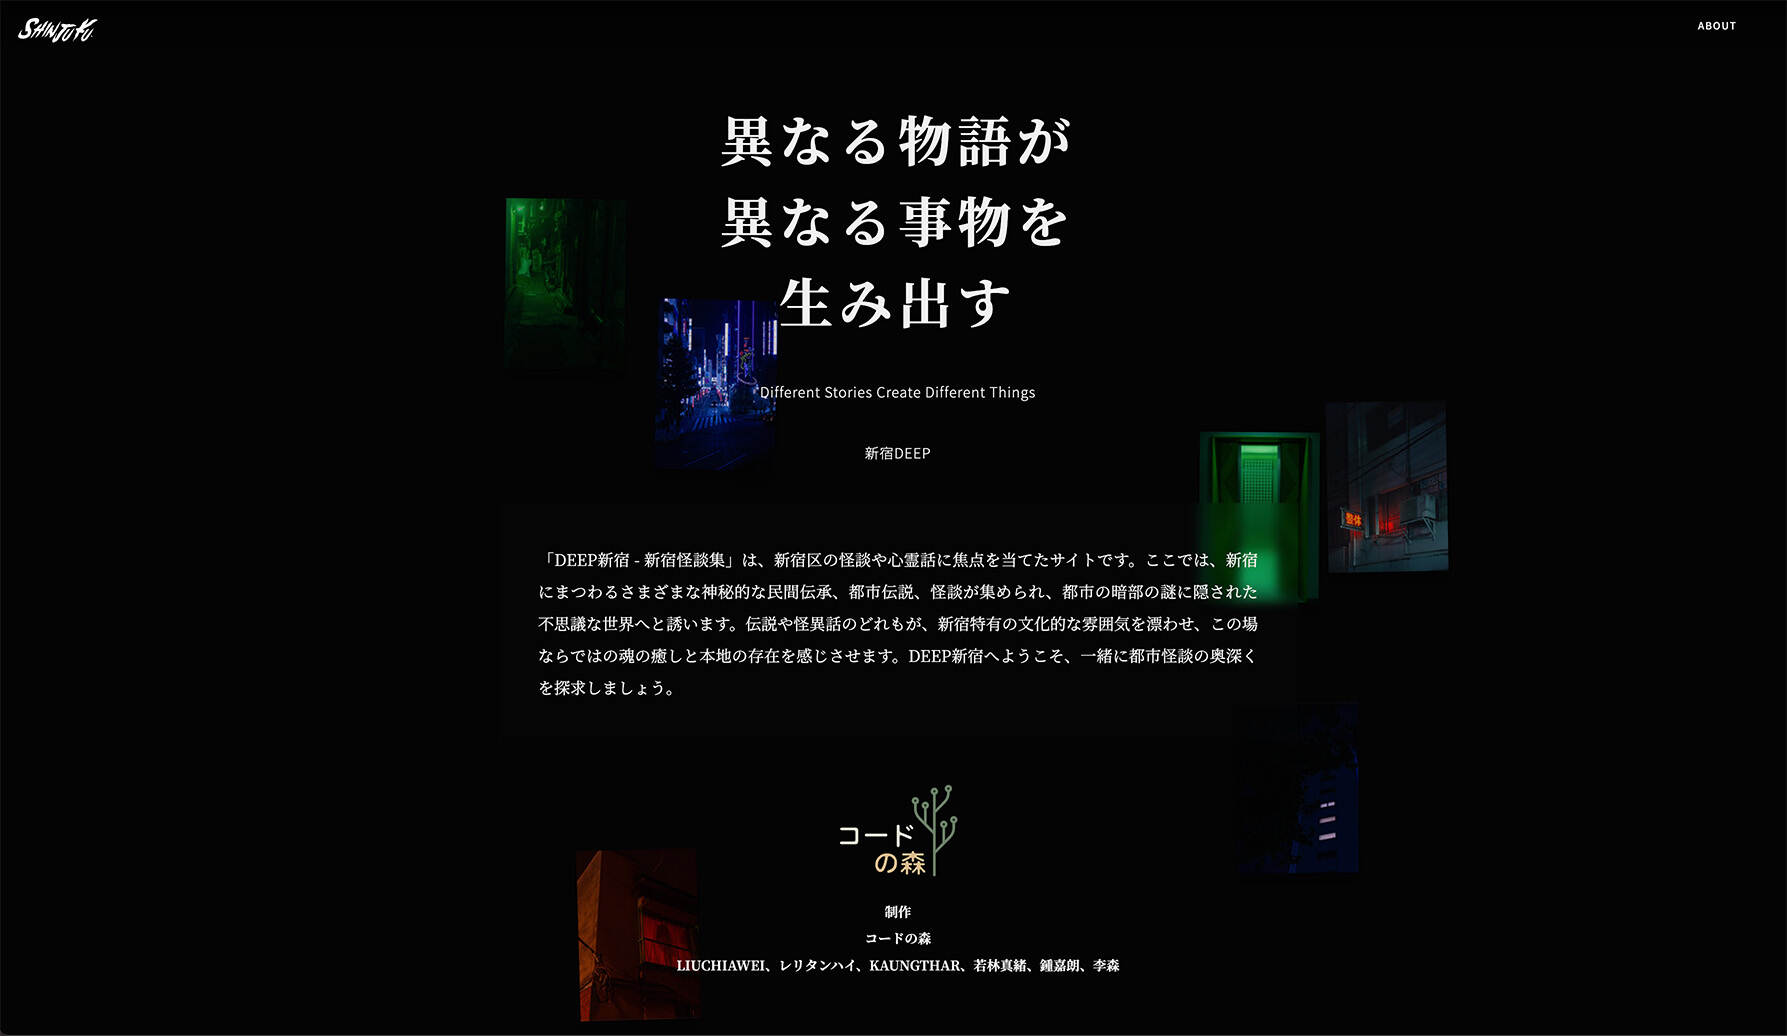 SHINJUKU
ABOUT
異なる物語が
異なる事物を
生み出す
Different Stories Create Different Things
新宿DEEP
整体
「DEEP新宿 - 新宿怪談集」は、新宿区の怪談や心霊話に焦点を当てたサイトです。ここでは、新宿
にまつわるさまざまな神秘的な民間伝承、都市伝説、怪談が集められ、都市の暗部の謎に隠された
不思議な世界へと誘います。伝説や怪異話のどれもが、新宿特有の文化的な雰囲気を漂わせ、この場
ならではの魂の癒しと本地の存在を感じさせます。DEEP新宿へようこそ、一緒に都市怪談の奥深く
を探求しましょう。
コード
の森
制作
コードの森
LIUCHIAWEI、レリタンハイ、KAUNGTHAR、若林真緒、鍾嘉朗、李森